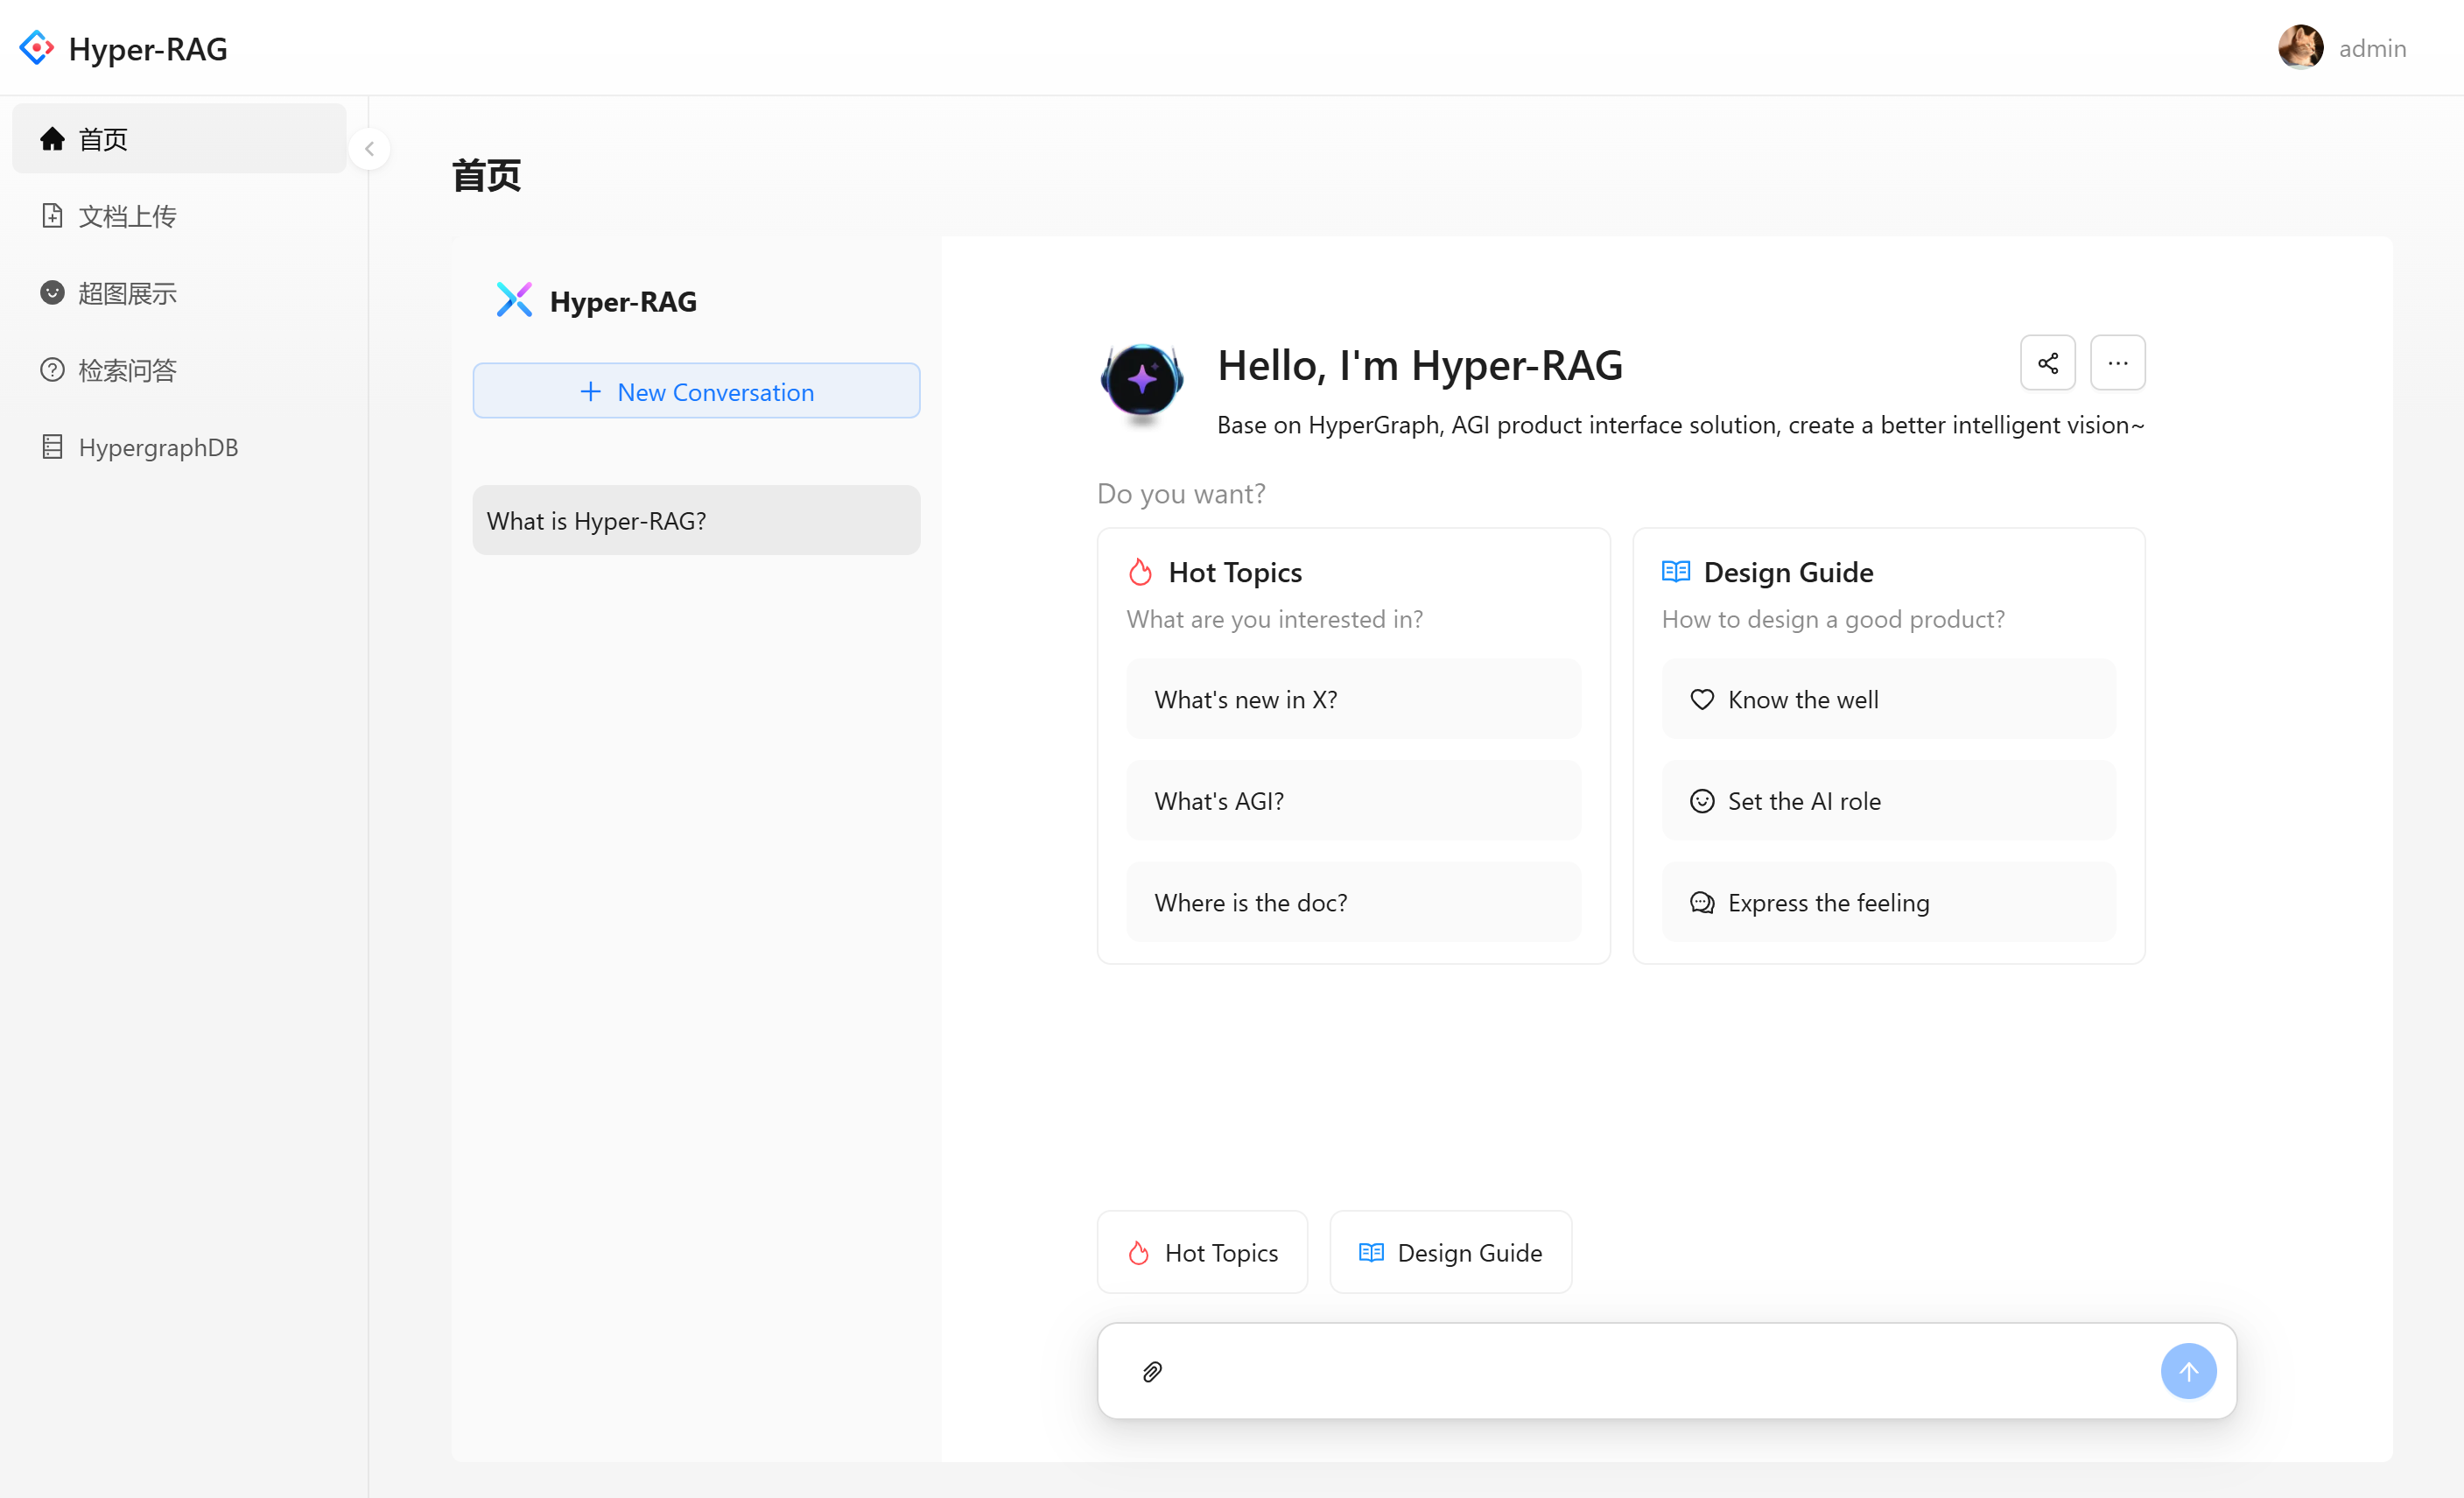 Hyper-RAG
admin
首页
文档上传
超图展示
检索问答
HypergraphDB
首页
Hyper-RAG
New Conversation
What is Hyper-RAG?
Hello, I'm Hyper-RAG
Base on HyperGraph, AGI product interface solution, create a better intelligent vision~
Do you want?
Hot Topics
What are you interested in?
What's new in X?
What's AGI?
Where is the doc?
Design Guide
How to design a good product?
Know the well
Set the AI role
Express the feeling
Hot Topics
Design Guide